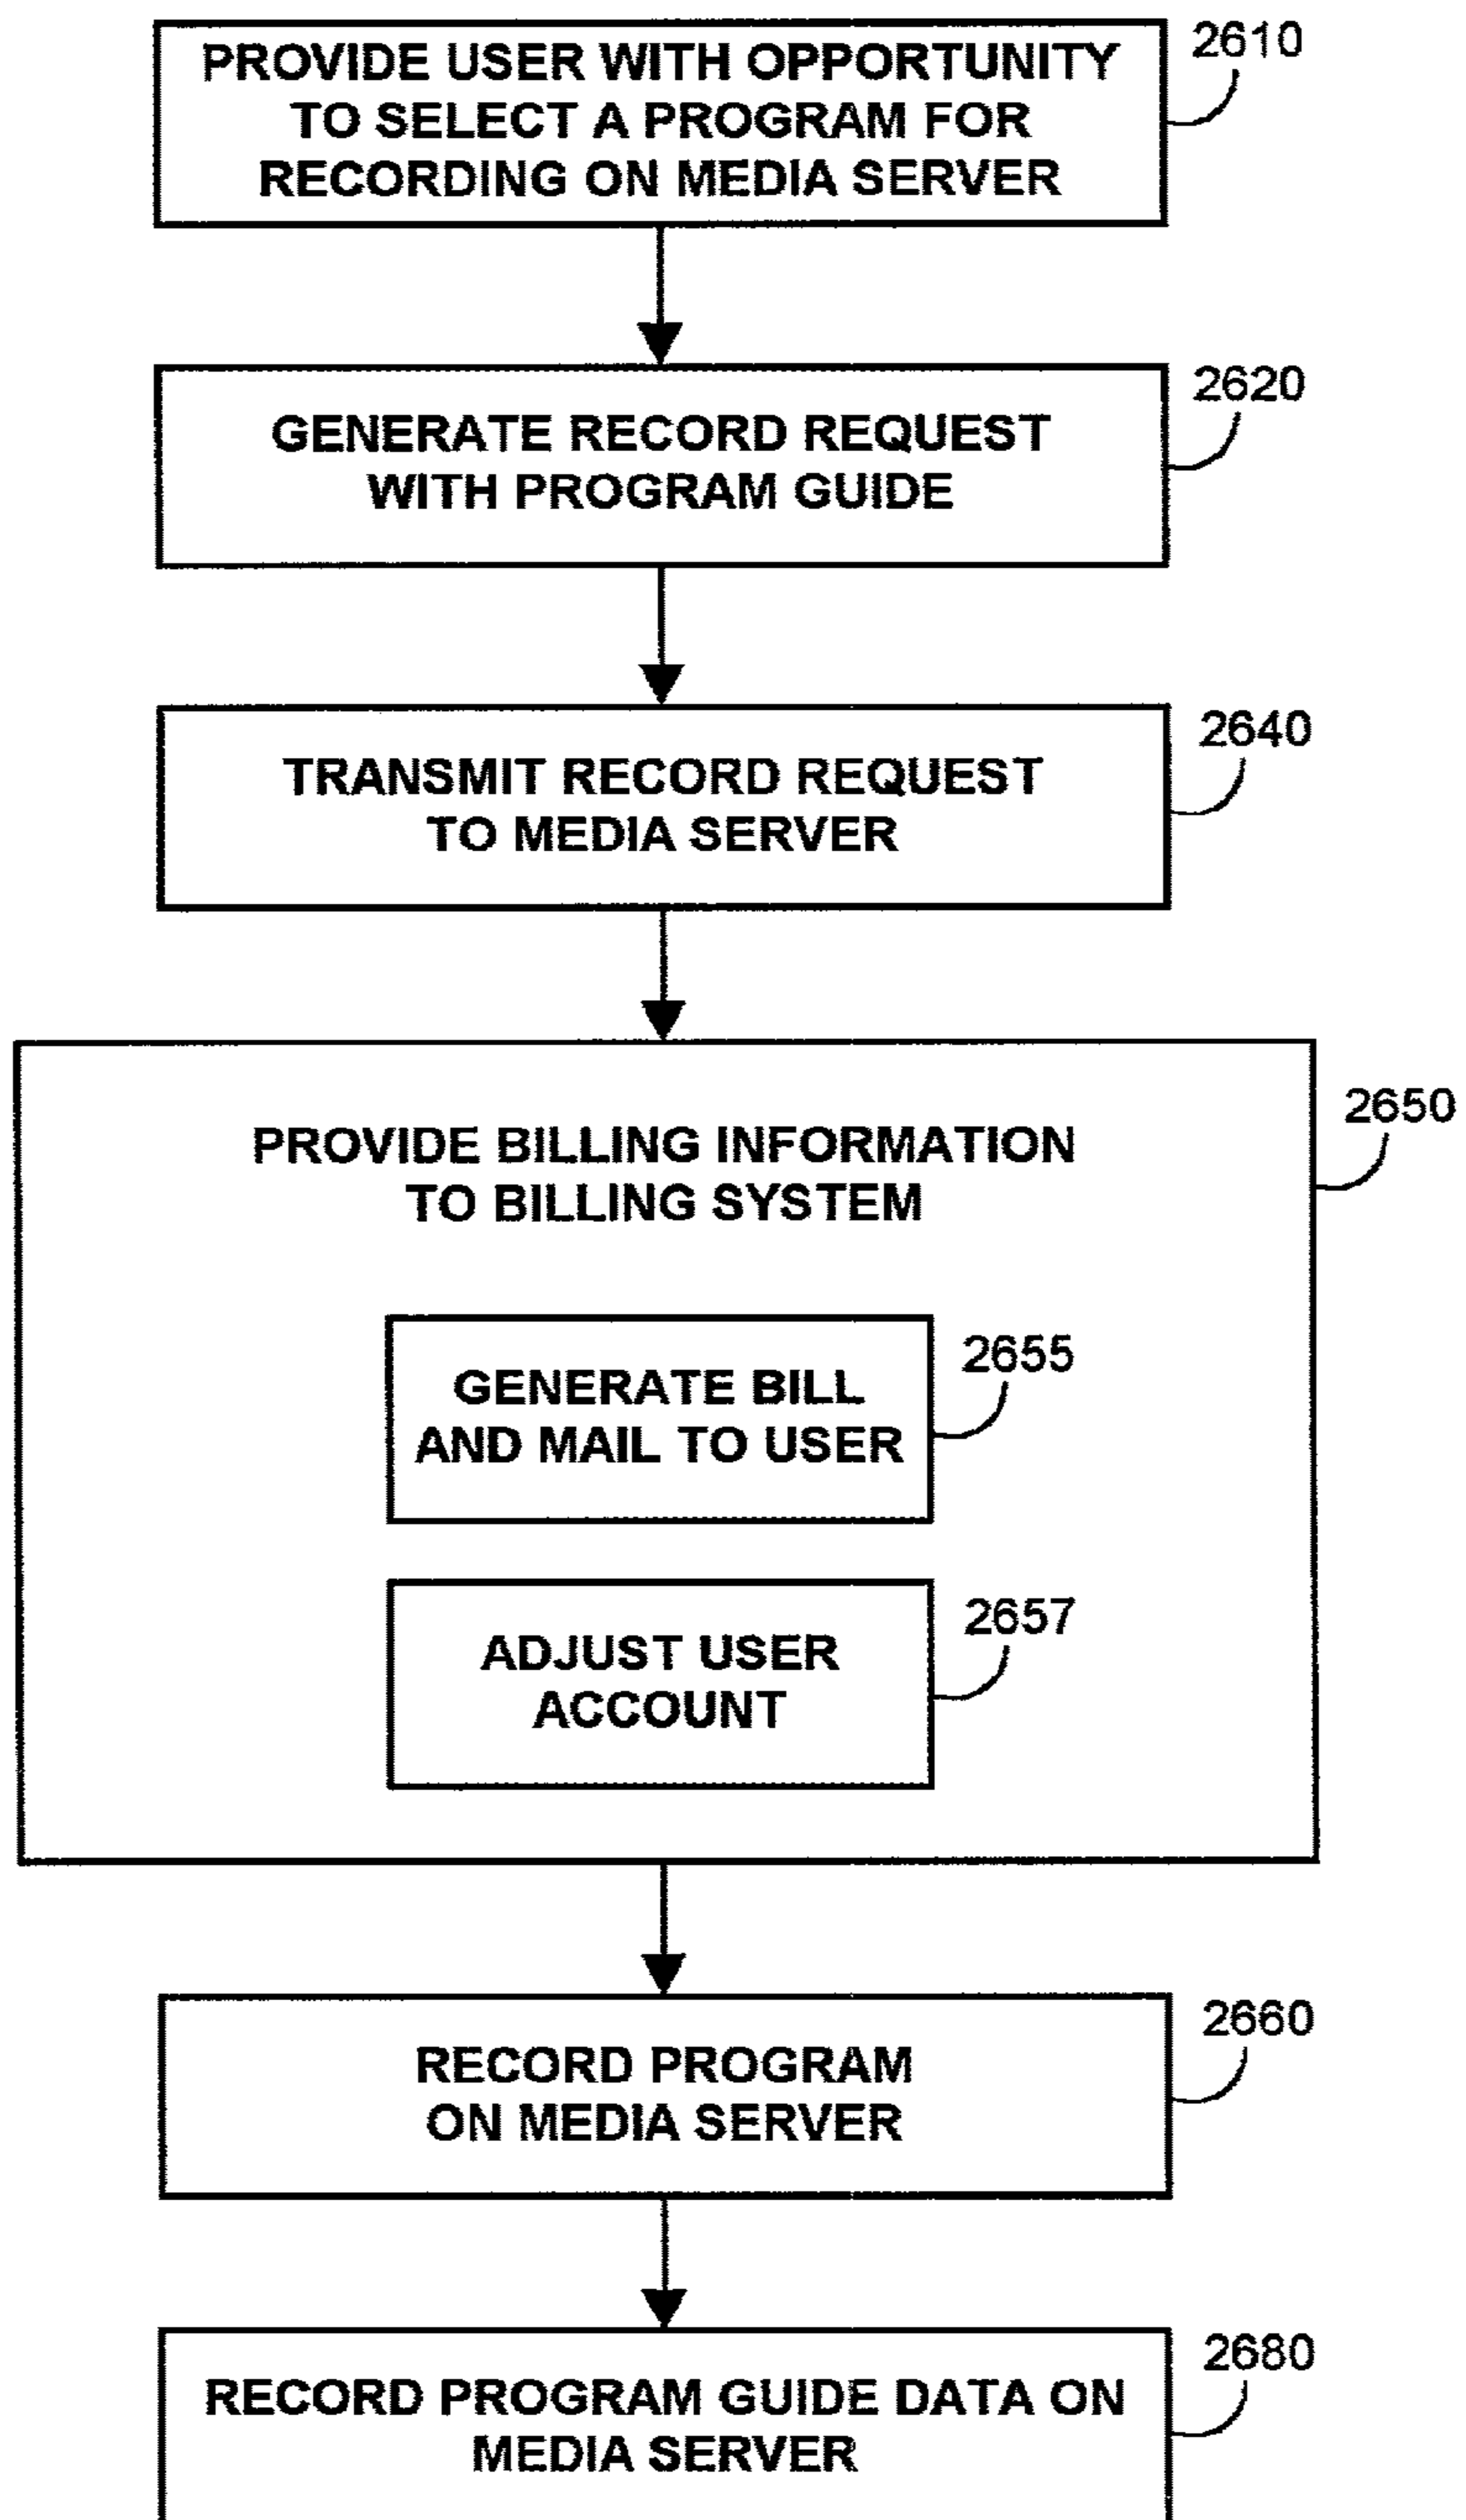 PROVIDE USER WITH OPPORTUNITY
TO SELECT A PROGRAM FOR
RECORDING ON MEDIA SERVER
2610
GENERATE RECORD REQUEST
WITH PROGRAM GUIDE
2620
TRANSMIT RECORD REQUEST
TO MEDIA SERVER
2640
PROVIDE BILLING INFORMATION
TO BILLING SYSTEM
2650
GENERATE BILL
AND MAIL TO USER
2655
ADJUST USER
ACCOUNT
2657
RECORD PROGRAM
ON MEDIA SERVER
2660
RECORD PROGRAM GUIDE DATA ON
MEDIA SERVER
2680